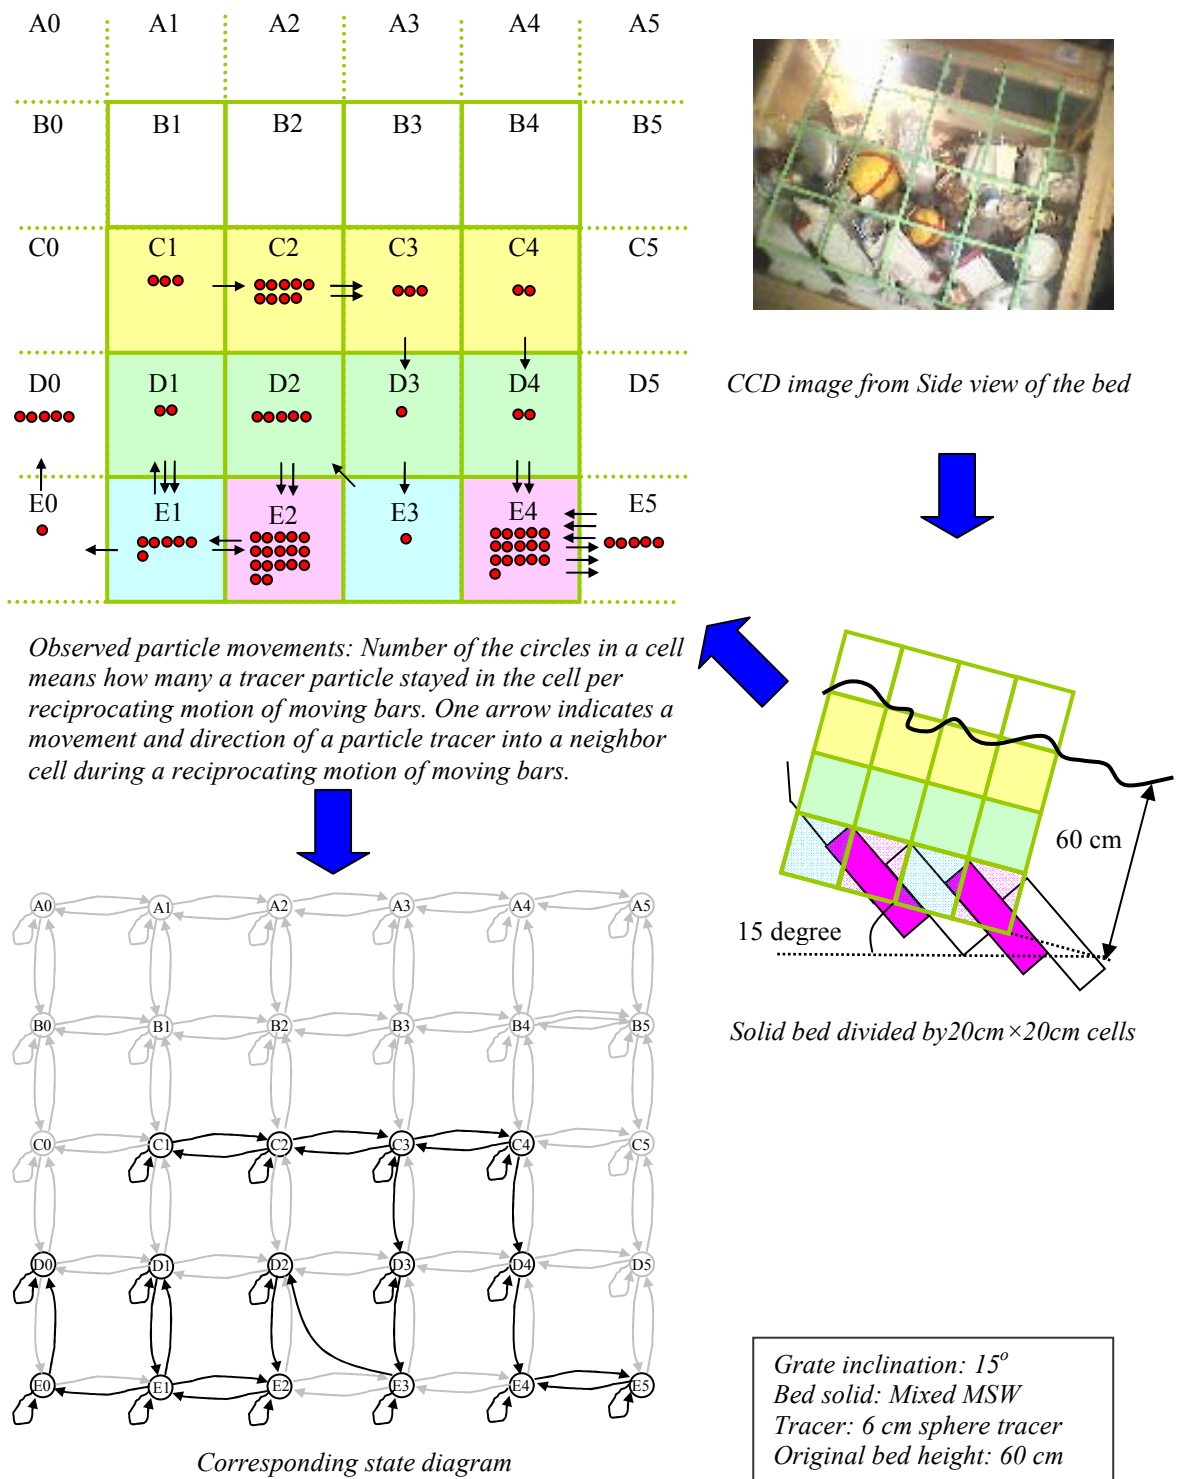 A0 A1 A2 A3 A4 A5
B0 B1 B2 B3 B4 B5
C0 C1 C2 C3 C4 C5
D0 D1 D2 D3 D4 D5
E0 E1 E2 E3 E4 E5
CCD image from Side view of the bed
Observed particle movements: Number of the circles in a cell
means how many a tracer particle stayed in the cell per
reciprocating motion of moving bars. One arrow indicates a
movement and direction of a particle tracer into a neighbor
cell during a reciprocating motion of moving bars.
60 cm
15 degree
Solid bed divided by20cm×20cm cells
A0 A1 A2 A3 A4 A5
B0 B1 B2 B3 B4 B5
C0 C1 C2 C3 C4 C5
D0 D1 D2 D3 D4 D5
E0 E1 E2 E3 E4 E5
Corresponding state diagram
Grate inclination: 15º
Bed solid: Mixed MSW
Tracer: 6 cm sphere tracer
Original bed height: 60 cm